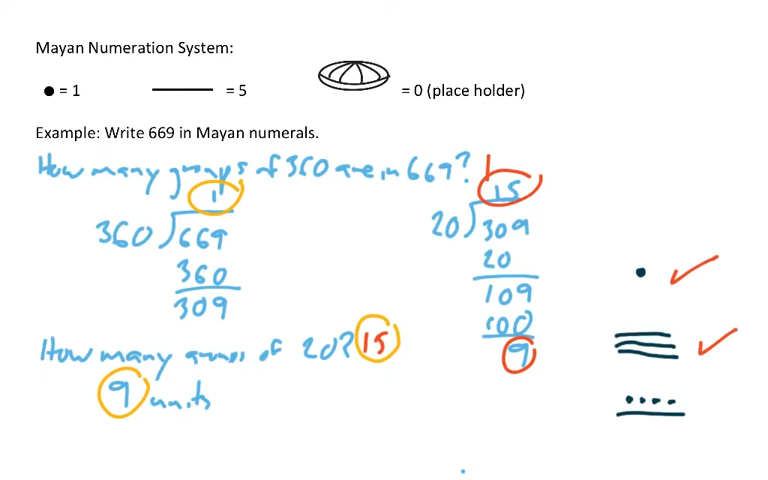 Mayan Numeration System:
= 1
= 5
= 0 (place holder)
Example: Write 669 in Mayan numerals.
How many groups of 360 are in 669? 1
1
360)669
360
309
15
20)309
20
109
100
9
How many groups of 20? 15
9 units